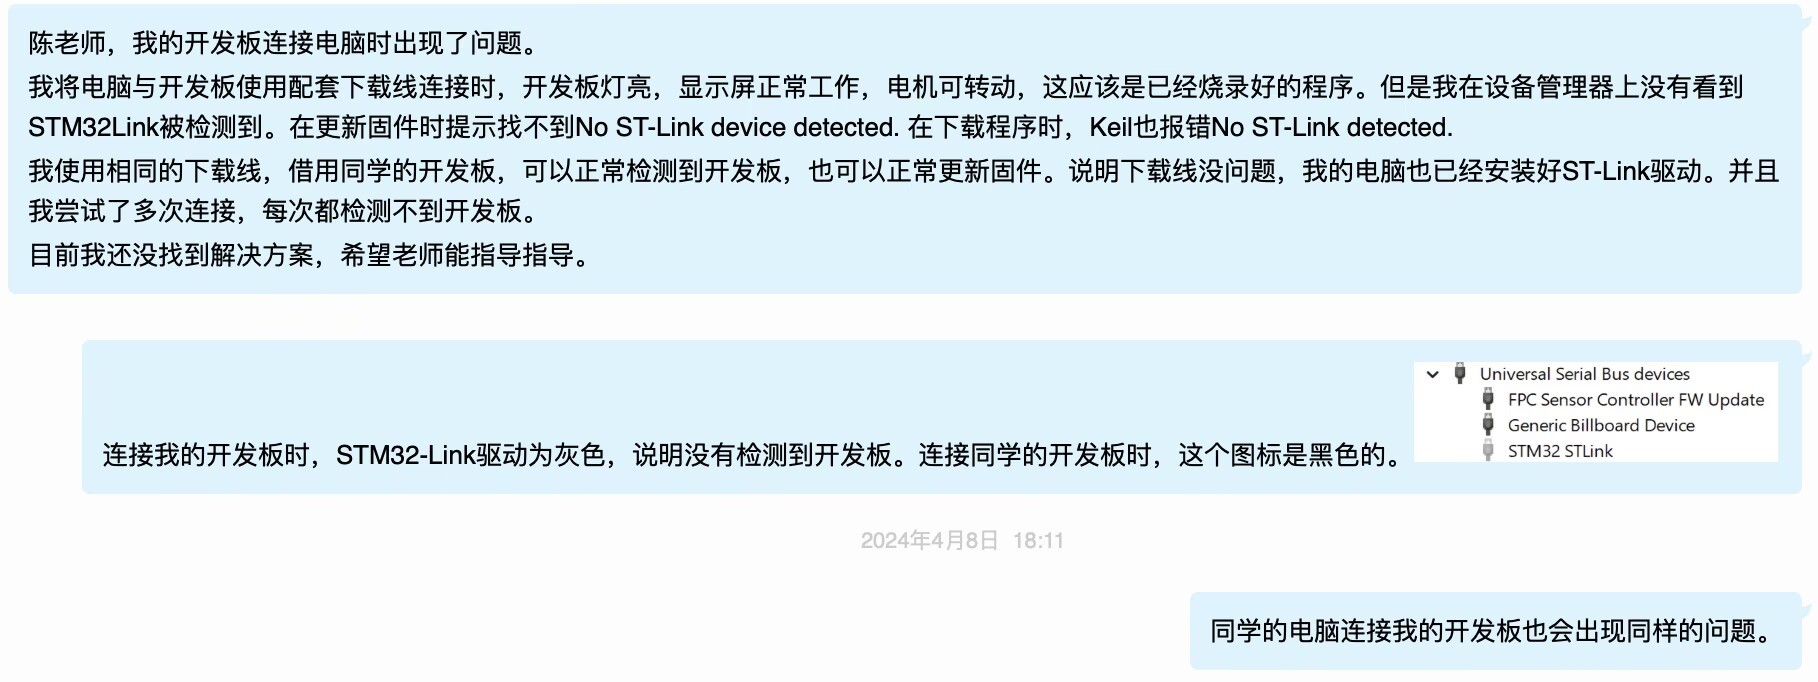 陈老师，我的开发板连接电脑时出现了问题。
我将电脑与开发板使用配套下载线连接时，开发板灯亮，显示屏正常工作，电机可转动，这应该是已经烧录好的程序。但是我在设备管理器上没有看到
STM32Link被检测到。在更新固件时提示找不到No ST-Link device detected. 在下载程序时，Keil也报错No ST-Link detected.
我使用相同的下载线，借用同学的开发板，可以正常检测到开发板，也可以正常更新固件。说明下载线没问题，我的电脑也已经安装好ST-Link驱动。并且
我尝试了多次连接，每次都检测不到开发板。
目前我还没找到解决方案，希望老师能指导指导。
Universal Serial Bus devices
FPC Sensor Controller FW Update
Generic Billboard Device
STM32 STLink
连接我的开发板时，STM32-Link驱动为灰色，说明没有检测到开发板。连接同学的开发板时，这个图标是黑色的。
2024年4月8日 18:11
同学的电脑连接我的开发板也会出现同样的问题。